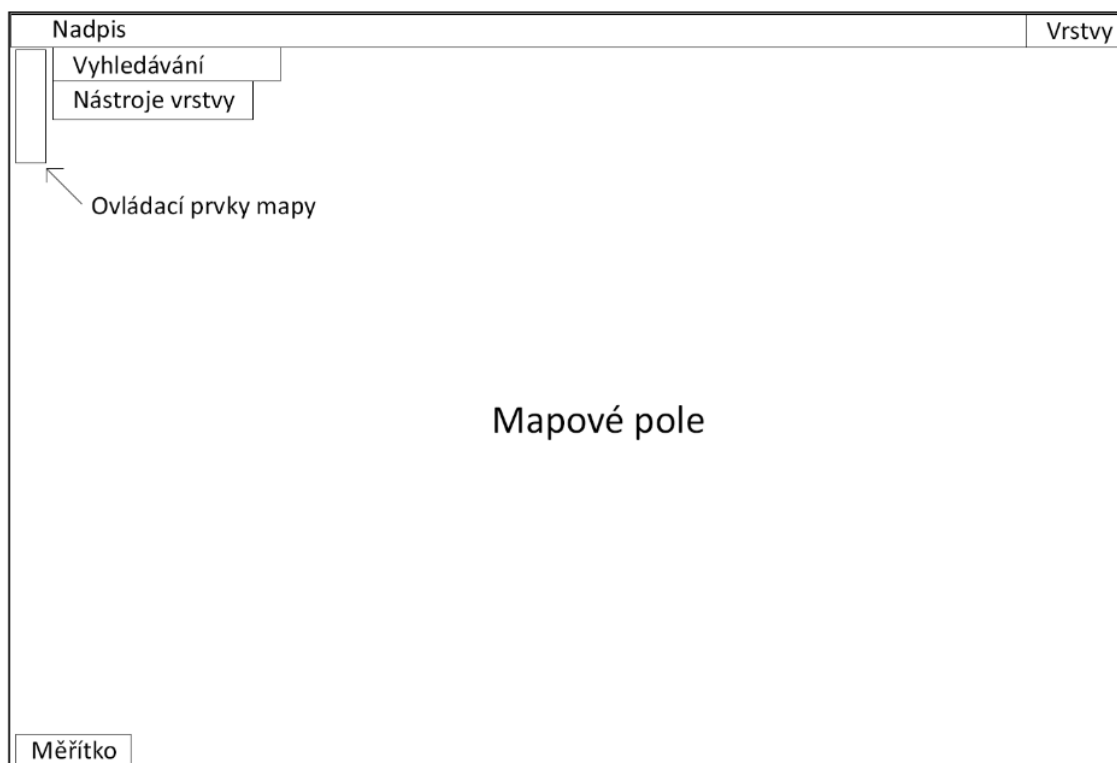 Nadpis
Vrstvy
Vyhledávání
Nástroje vrstvy
Ovládací prvky mapy
Mapové pole
Měřítko